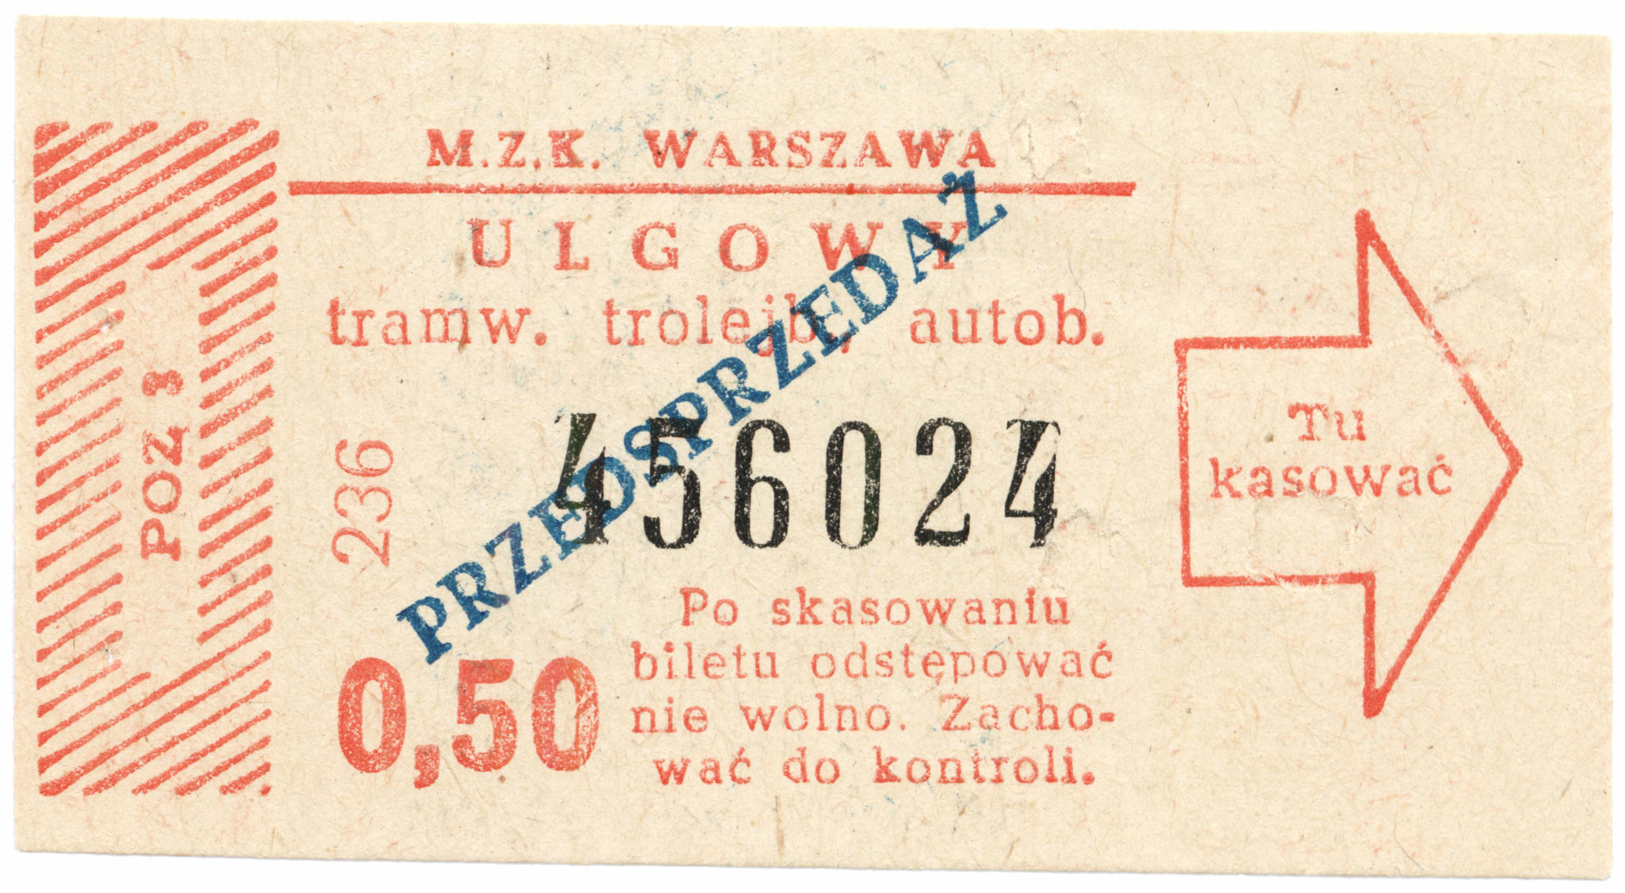 M.Z.K. WARSZAWA
ULGOWY
tramw. trolejb, autob.
PRZEDSPRZEDAŻ
POZ 3
236
456024
0,50
Po skasowaniu
biletu odstępować
nie wolno. Zacho-
wać do kontroli.
Tu
kasować